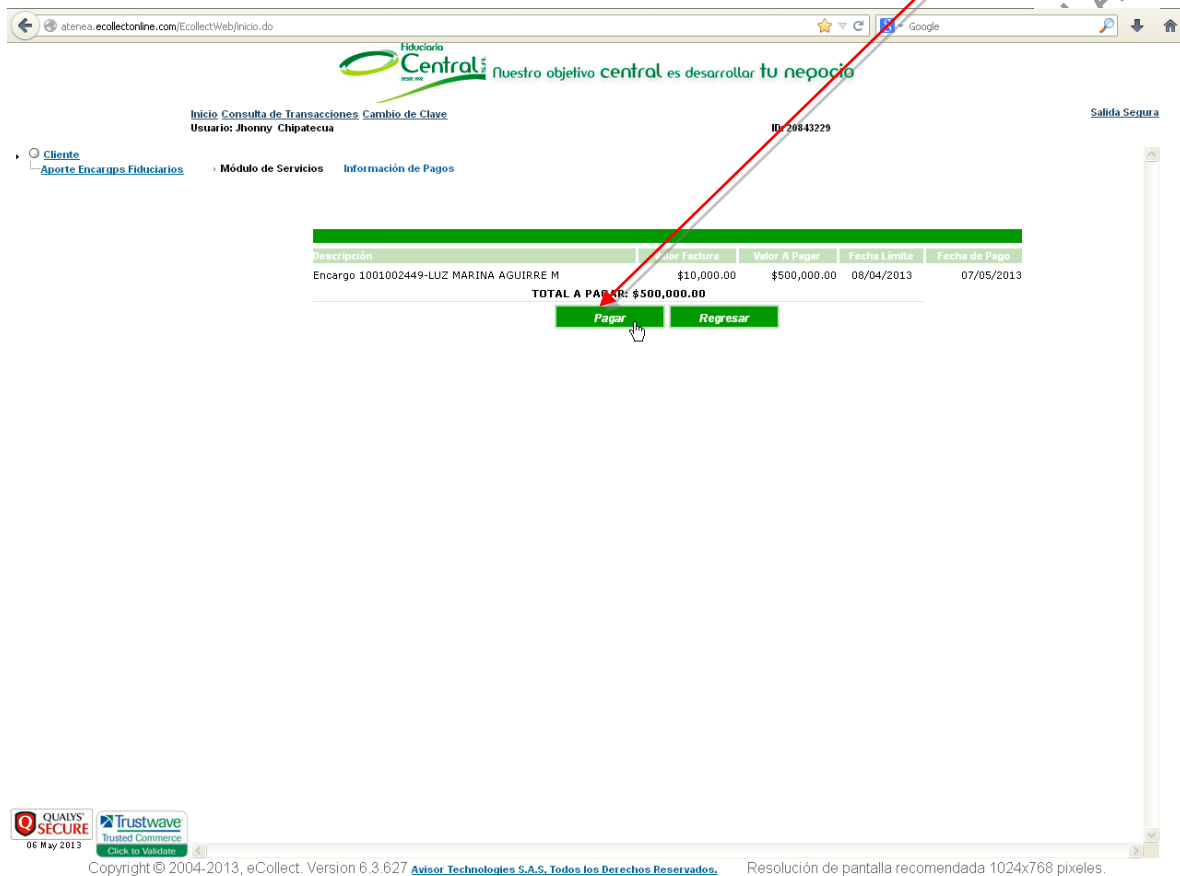 atenea.ecollectonline.com/EcollectWeb/inicio.do
Google
Fiduciaria
Central S.A.
DESDE 1992
Nuestro objetivo central es desarrollar tu negocio
Inicio Consulta de Transacciones Cambio de Clave
Salida Segura
Usuario: Jhonny Chipatecua
ID: 20843229
Cliente
Aporte Encargps Fiduciarios
› Módulo de Servicios
Información de Pagos
Descripción Valor Factura Valor A Pagar Fecha Límite Fecha de Pago
Encargo 1001002449-LUZ MARINA AGUIRRE M $10,000.00 $500,000.00 08/04/2013 07/05/2013
TOTAL A PAGAR: $500,000.00
Pagar Regresar
QUALYS'
SECURE
06 May 2013
Trustwave
Trusted Commerce
Click to Validate
Copyright © 2004-2013, eCollect. Version 6.3.627 Avisor Technologies S.A.S, Todos los Derechos Reservados. Resolución de pantalla recomendada 1024x768 pixeles.